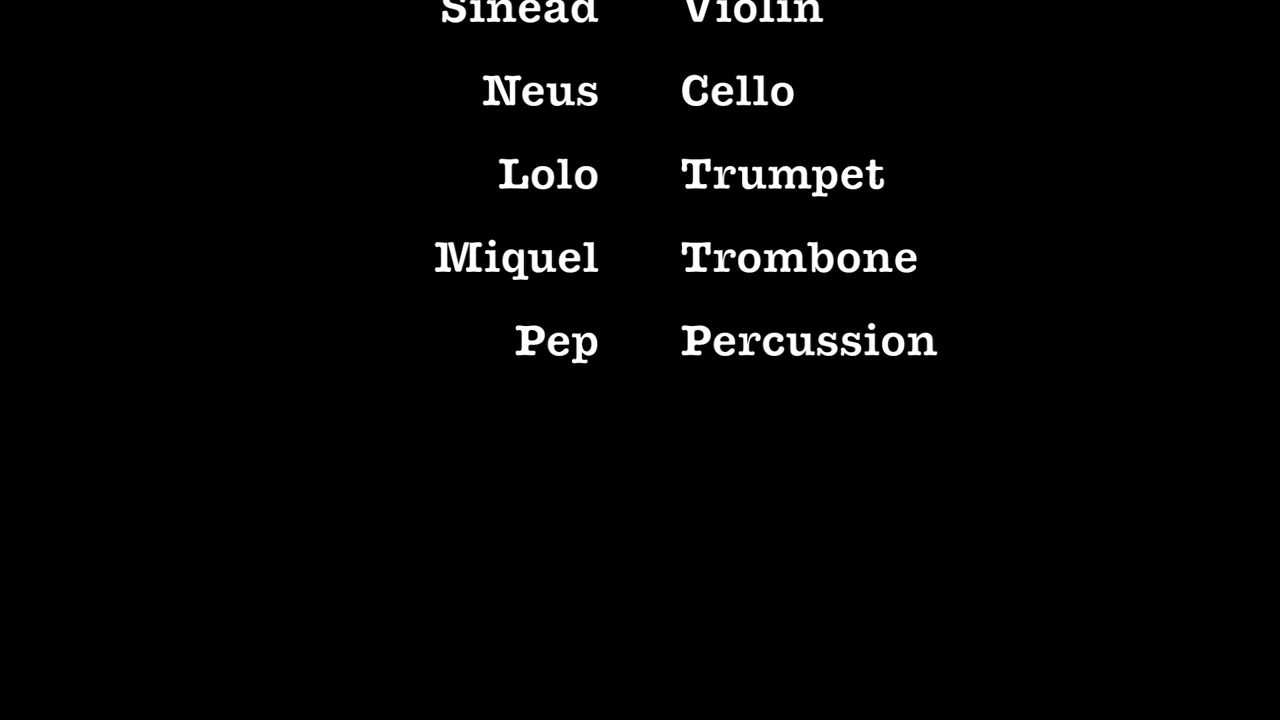 Sinead Violin
Neus Cello
Lolo Trumpet
Miquel Trombone
Pep Percussion